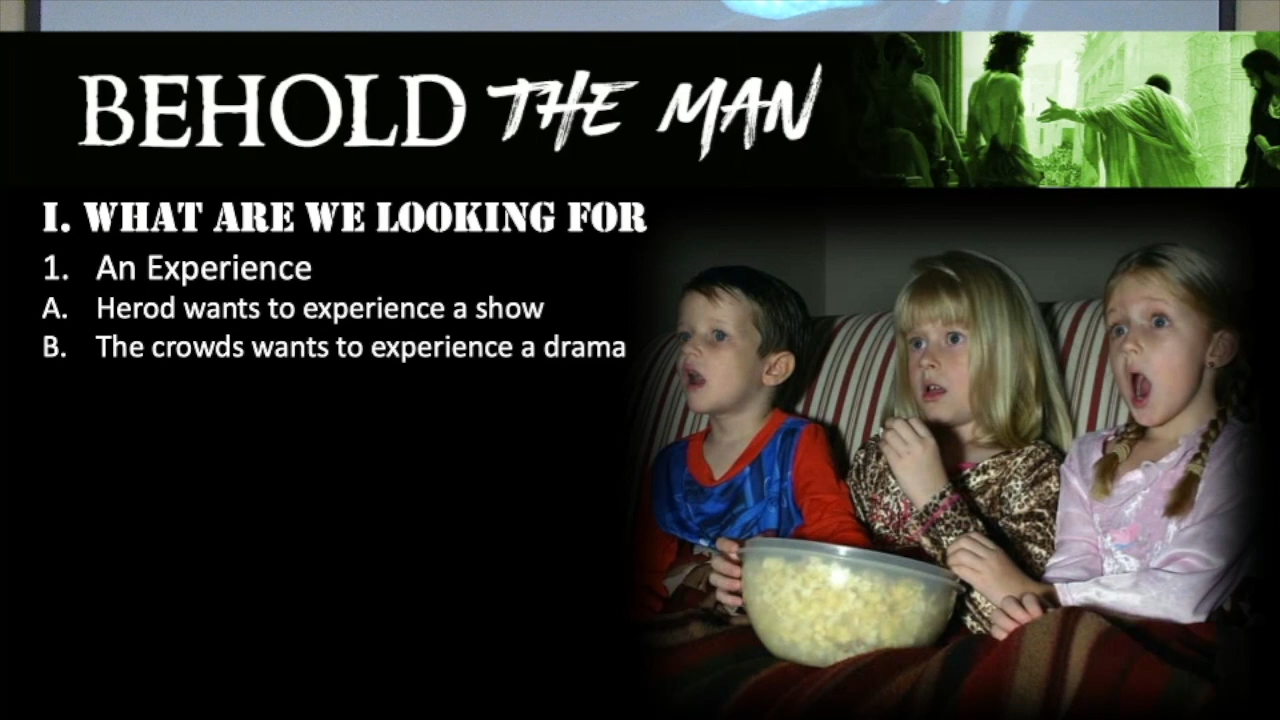 BEHOLD THE MAN
I. WHAT ARE WE LOOKING FOR
1. An Experience
A. Herod wants to experience a show
B. The crowds wants to experience a drama